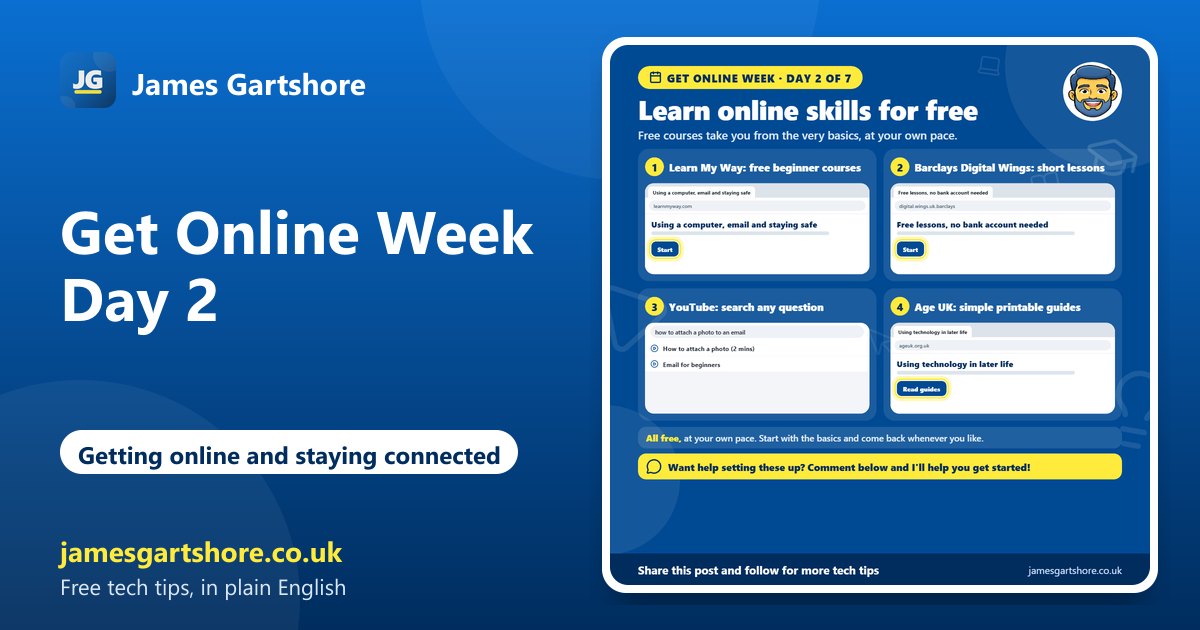 JG
James Gartshore
Get Online Week
Day 2
Getting online and staying connected
jamesgartshore.co.uk
Free tech tips, in plain English
GET ONLINE WEEK · DAY 2 OF 7
Learn online skills for free
Free courses take you from the very basics, at your own pace.
1 Learn My Way: free beginner courses
Using a computer, email and staying safe
learnmyway.com
Using a computer, email and staying safe
Start
2 Barclays Digital Wings: short lessons
Free lessons, no bank account needed
digital.wings.uk.barclays
Free lessons, no bank account needed
Start
3 YouTube: search any question
how to attach a photo to an email
How to attach a photo (2 mins)
Email for beginners
4 Age UK: simple printable guides
Using technology in later life
ageuk.org.uk
Using technology in later life
Read guides
All free, at your own pace. Start with the basics and come back whenever you like.
Want help setting these up? Comment below and I'll help you get started!
Share this post and follow for more tech tips
jamesgartshore.co.uk